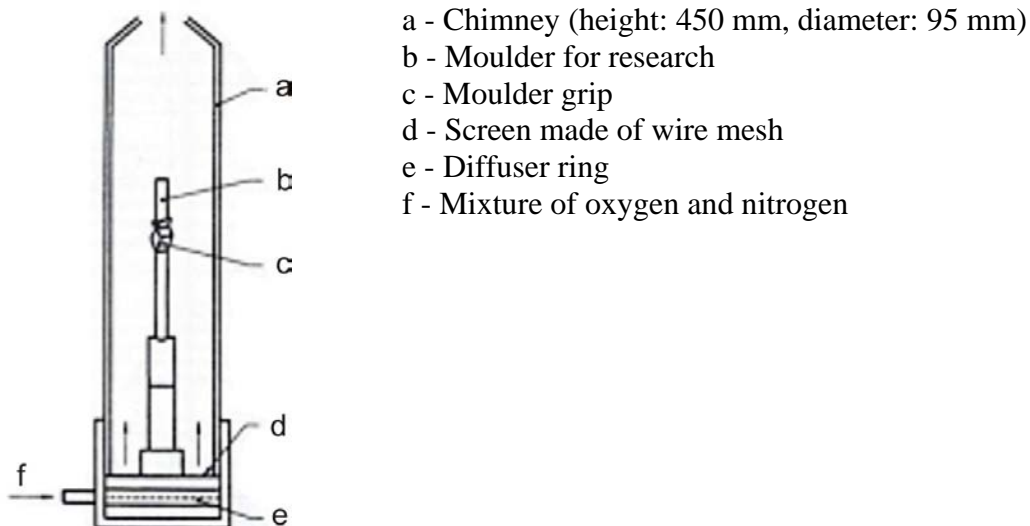 a - Chimney (height: 450 mm, diameter: 95 mm)
b - Moulder for research
c - Moulder grip
d - Screen made of wire mesh
e - Diffuser ring
f - Mixture of oxygen and nitrogen
a
b
c
d
f
e